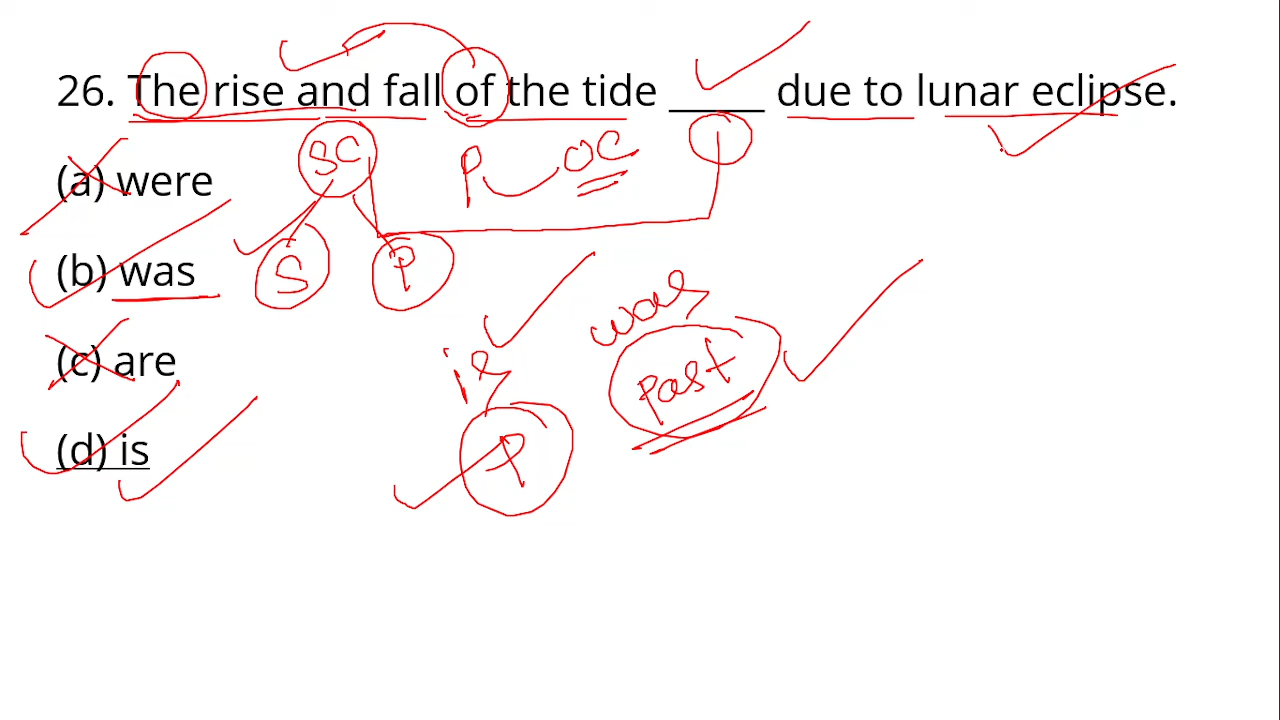 26. The rise and fall of the tide _____ due to lunar eclipse.
SC P OC
(a) were
(b) was S P
was
(c) are is past
(d) is P